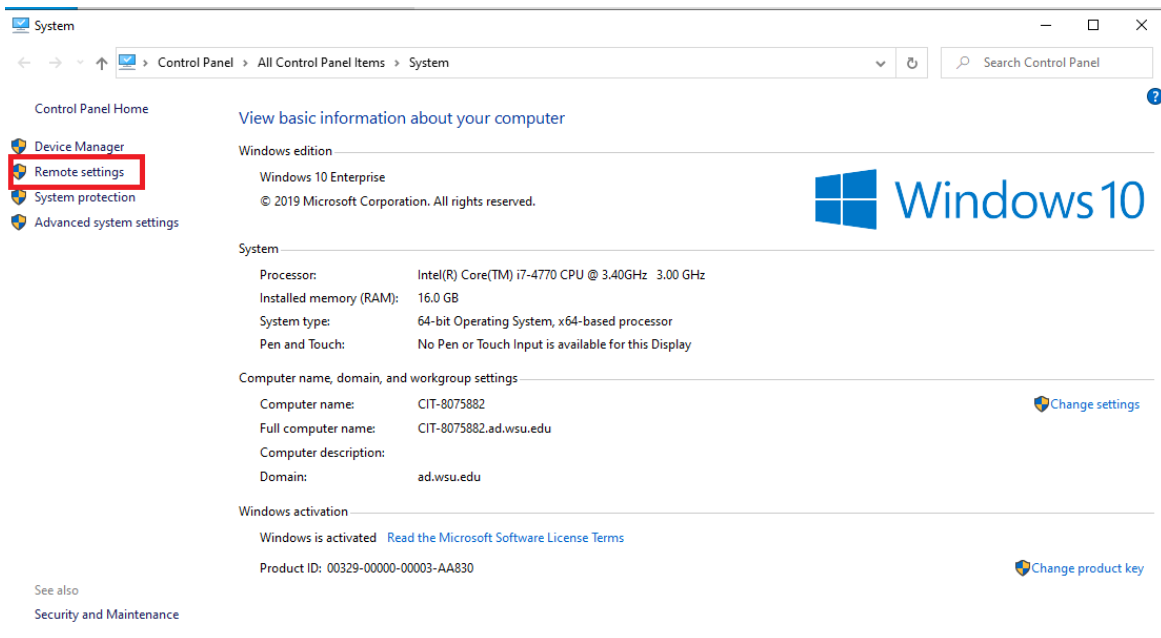 System
Control Panel > All Control Panel Items > System
Search Control Panel
Control Panel Home
Device Manager
Remote settings
System protection
Advanced system settings
View basic information about your computer
Windows edition
Windows 10 Enterprise
© 2019 Microsoft Corporation. All rights reserved.
Windows 10
System
Processor: Intel(R) Core(TM) i7-4770 CPU @ 3.40GHz 3.00 GHz
Installed memory (RAM): 16.0 GB
System type: 64-bit Operating System, x64-based processor
Pen and Touch: No Pen or Touch Input is available for this Display
Computer name, domain, and workgroup settings
Computer name: CIT-8075882
Change settings
Full computer name: CIT-8075882.ad.wsu.edu
Computer description:
Domain: ad.wsu.edu
Windows activation
Windows is activated Read the Microsoft Software License Terms
Product ID: 00329-00000-00003-AA830
Change product key
See also
Security and Maintenance